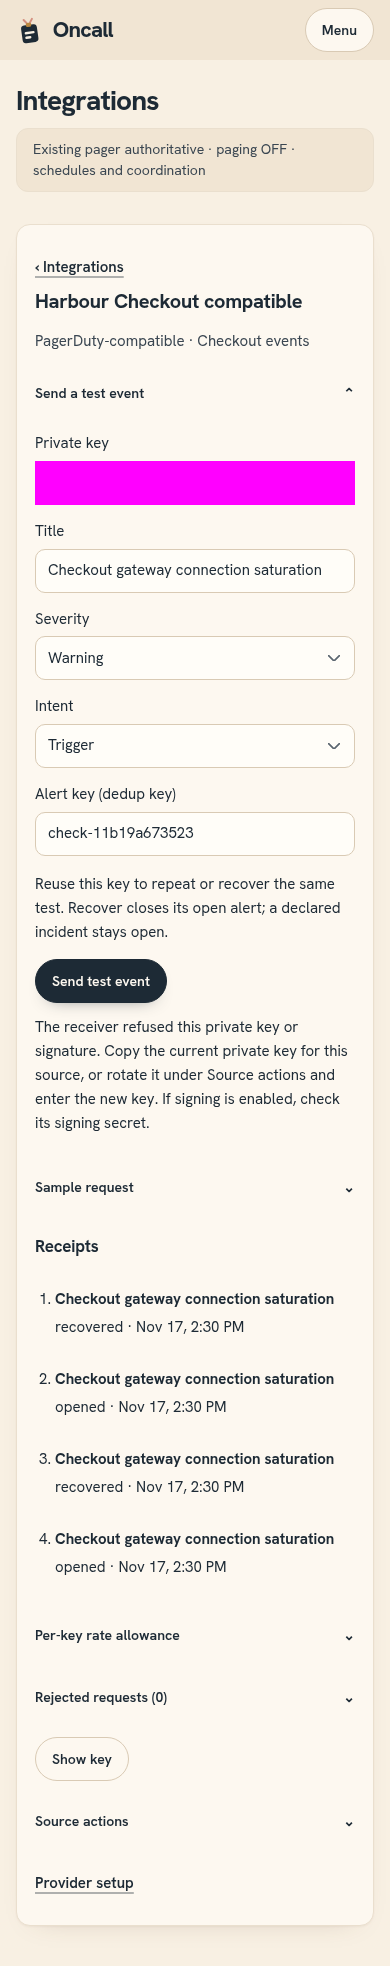 Oncall
Menu
Integrations
Existing pager authoritative · paging OFF ·
schedules and coordination
‹ Integrations
Harbour Checkout compatible
PagerDuty-compatible · Checkout events
Send a test event
Private key
Title
Checkout gateway connection saturation
Severity
Warning
Intent
Trigger
Alert key (dedup key)
check-11b19a673523
Reuse this key to repeat or recover the same
test. Recover closes its open alert; a declared
incident stays open.
Send test event
The receiver refused this private key or
signature. Copy the current private key for this
source, or rotate it under Source actions and
enter the new key. If signing is enabled, check
its signing secret.
Sample request
Receipts
1. Checkout gateway connection saturation
recovered · Nov 17, 2:30 PM
2. Checkout gateway connection saturation
opened · Nov 17, 2:30 PM
3. Checkout gateway connection saturation
recovered · Nov 17, 2:30 PM
4. Checkout gateway connection saturation
opened · Nov 17, 2:30 PM
Per-key rate allowance
Rejected requests (0)
Show key
Source actions
Provider setup